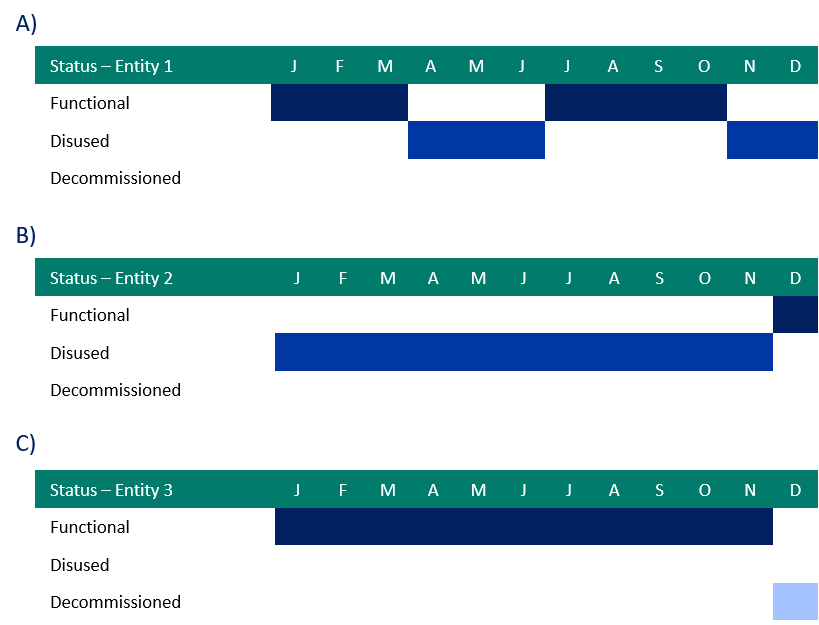 A)
Status – Entity 1 J F M A M J J A S O N D
Functional
Disused
Decommissioned
B)
Status – Entity 2 J F M A M J J A S O N D
Functional
Disused
Decommissioned
C)
Status – Entity 3 J F M A M J J A S O N D
Functional
Disused
Decommissioned